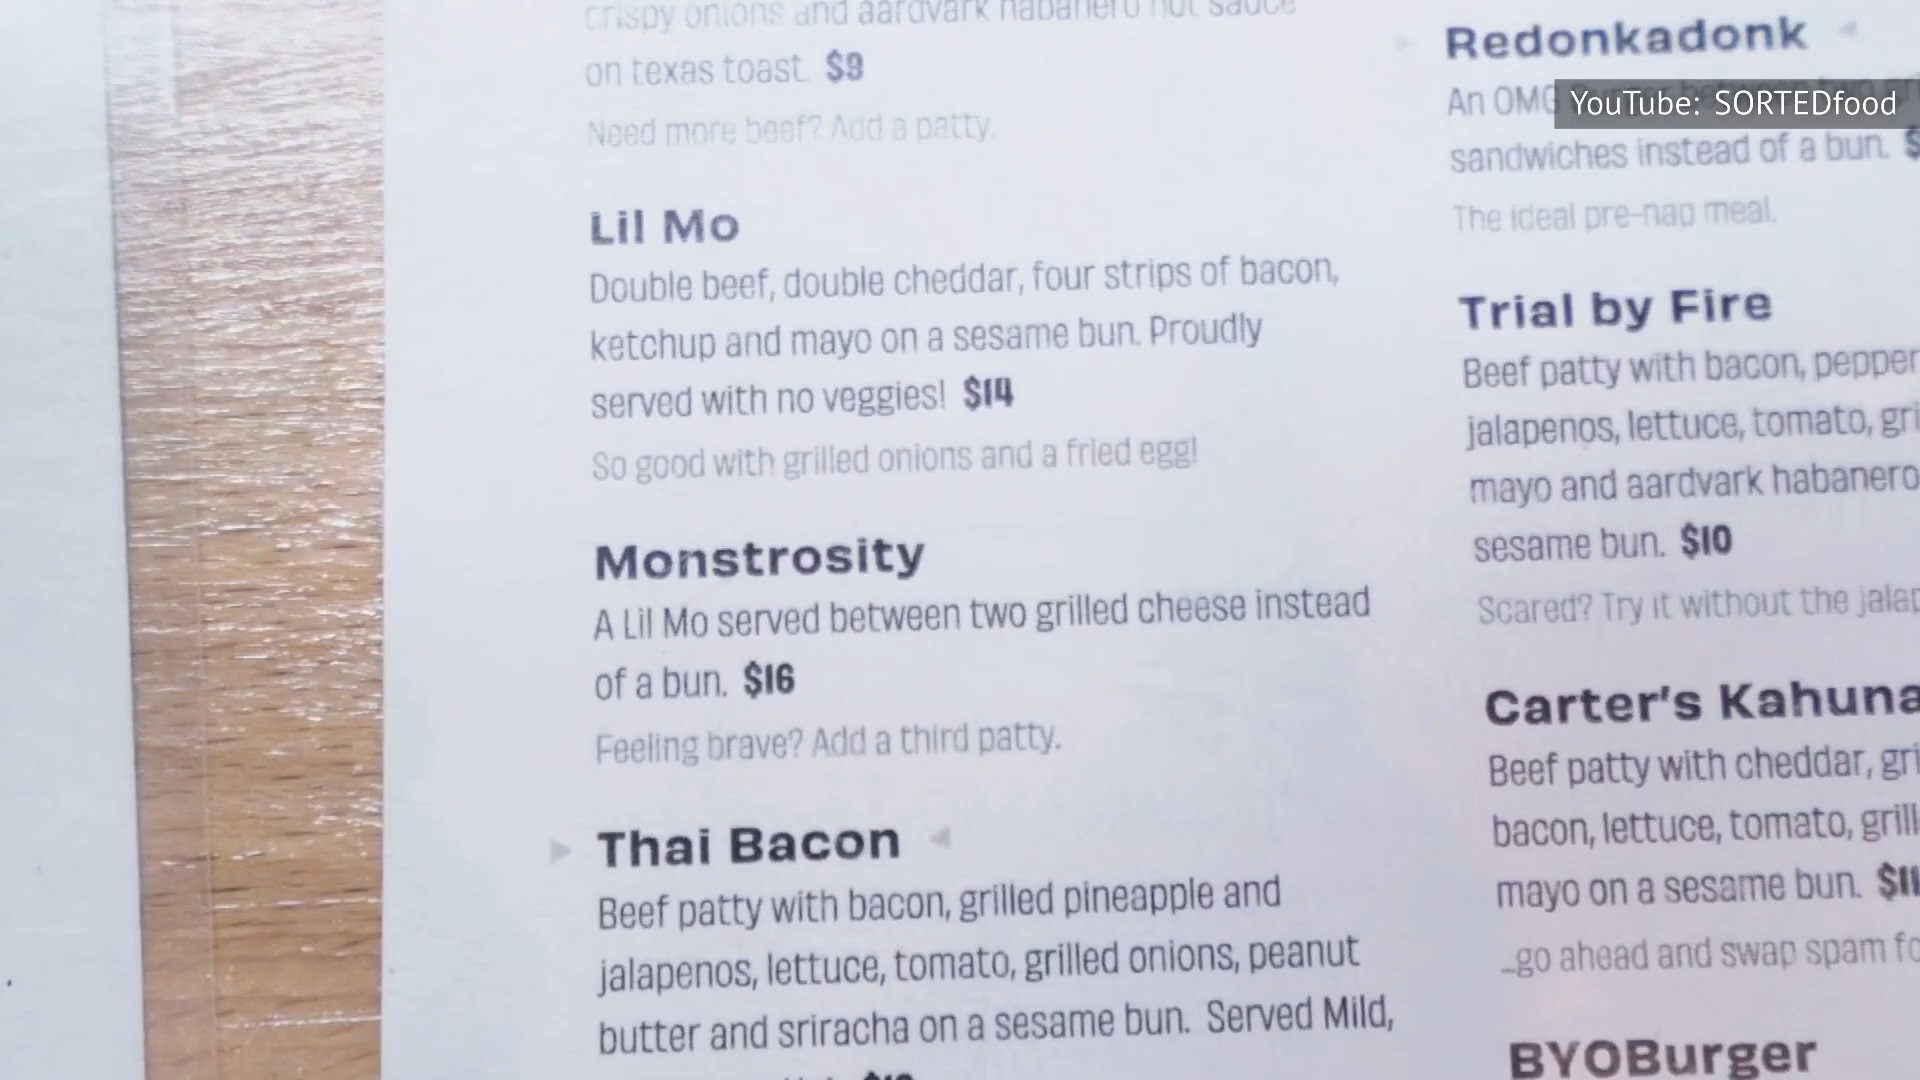 crispy onions and aardvark habanero hot sauce
on texas toast. $9
Need more beef? Add a patty.
Lil Mo
Double beef, double cheddar, four strips of bacon,
ketchup and mayo on a sesame bun. Proudly
served with no veggies! $14
So good with grilled onions and a fried egg!
Monstrosity
A Lil Mo served between two grilled cheese instead
of a bun. $16
Feeling brave? Add a third patty.
Thai Bacon
Beef patty with bacon, grilled pineapple and
jalapenos, lettuce, tomato, grilled onions, peanut
butter and sriracha on a sesame bun. Served Mild,
Redonkadonk
YouTube: SORTEDfood
An OMG
sandwiches instead of a bun. $
The ideal pre-nap meal.
Trial by Fire
Beef patty with bacon, pepper
jalapenos, lettuce, tomato, gri
mayo and aardvark habanero
sesame bun. $10
Scared? Try it without the jalap
Carter's Kahuna
Beef patty with cheddar, gri
bacon, lettuce, tomato, grill
mayo on a sesame bun. $11
...go ahead and swap spam fo
BYOBurger